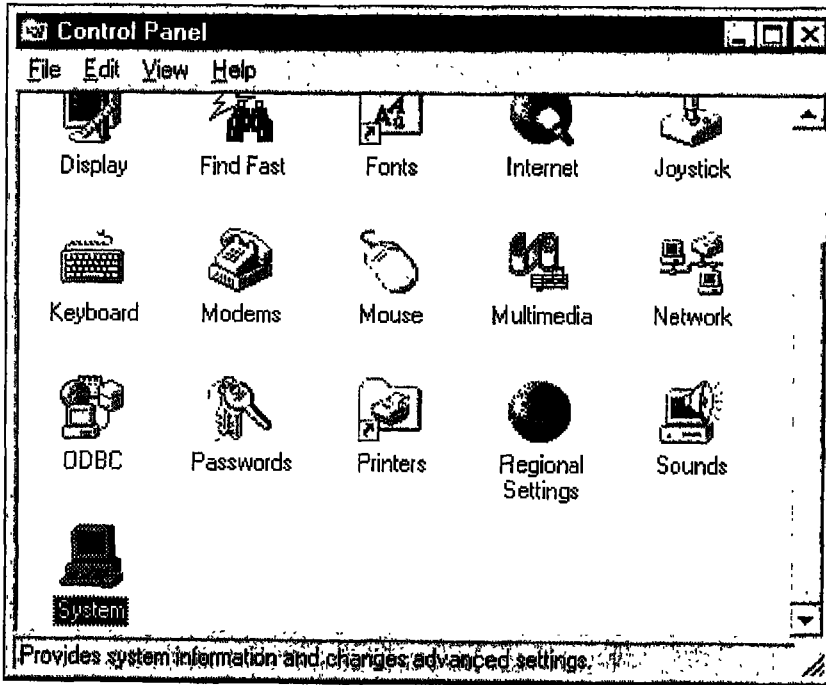 Control Panel
File Edit View Help
Display Find Fast Fonts Internet Joystick
Keyboard Modems Mouse Multimedia Network
ODBC Passwords Printers Regional Settings Sounds
System
Provides system information and changes advanced settings.